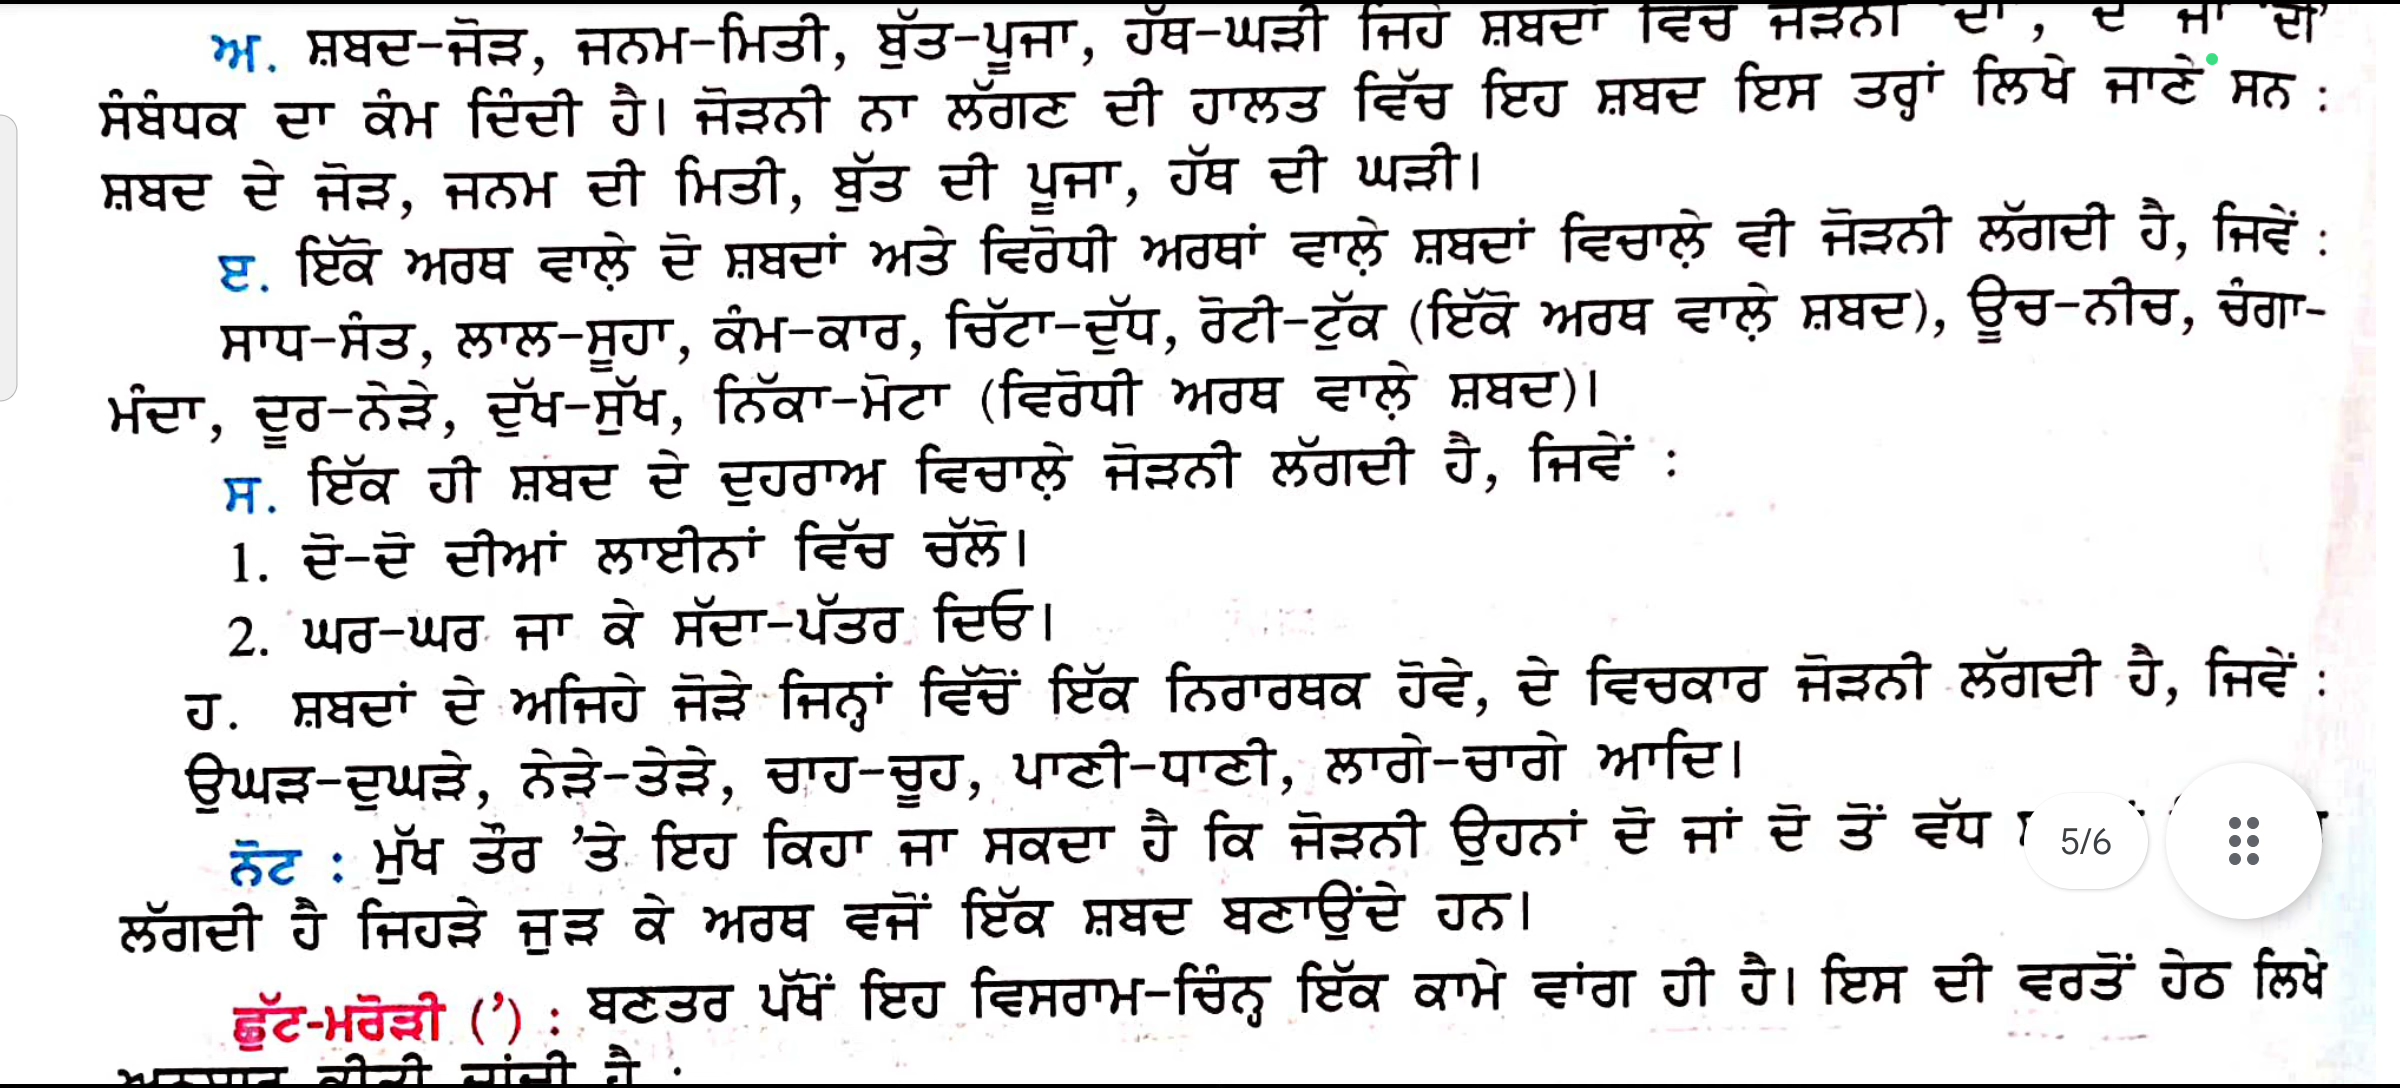 ਅ. ਸ਼ਬਦ-ਜੋੜ, ਜਨਮ-ਮਿਤੀ, ਬੁੱਤ-ਪੂਜਾ, ਹੱਥ-ਘੜੀ ਜਿਹੇ ਸ਼ਬਦਾਂ ਵਿੱਚ ਜੋੜਨੀ 'ਦਾ', 'ਦੇ' ਜਾਂ 'ਦੀ'
ਸੰਬੰਧਕ ਦਾ ਕੰਮ ਦਿੰਦੀ ਹੈ। ਜੋੜਨੀ ਨਾ ਲੱਗਣ ਦੀ ਹਾਲਤ ਵਿੱਚ ਇਹ ਸ਼ਬਦ ਇਸ ਤਰ੍ਹਾਂ ਲਿਖੇ ਜਾਣੇ ਸਨ :
ਸ਼ਬਦ ਦੇ ਜੋੜ, ਜਨਮ ਦੀ ਮਿਤੀ, ਬੁੱਤ ਦੀ ਪੂਜਾ, ਹੱਥ ਦੀ ਘੜੀ।
ੲ. ਇੱਕੋ ਅਰਥ ਵਾਲ਼ੇ ਦੋ ਸ਼ਬਦਾਂ ਅਤੇ ਵਿਰੋਧੀ ਅਰਥਾਂ ਵਾਲ਼ੇ ਸ਼ਬਦਾਂ ਵਿਚਾਲ਼ੇ ਵੀ ਜੋੜਨੀ ਲੱਗਦੀ ਹੈ, ਜਿਵੇਂ :
ਸਾਧ-ਸੰਤ, ਲਾਲ-ਸੂਹਾ, ਕੰਮ-ਕਾਰ, ਚਿੱਟਾ-ਦੁੱਧ, ਰੋਟੀ-ਟੁੱਕ (ਇੱਕੋ ਅਰਥ ਵਾਲ਼ੇ ਸ਼ਬਦ), ਊਚ-ਨੀਚ, ਚੰਗਾ-
ਮੰਦਾ, ਦੂਰ-ਨੇੜੇ, ਦੁੱਖ-ਸੁੱਖ, ਨਿੱਕਾ-ਮੋਟਾ (ਵਿਰੋਧੀ ਅਰਥ ਵਾਲ਼ੇ ਸ਼ਬਦ)।
ਸ. ਇੱਕ ਹੀ ਸ਼ਬਦ ਦੇ ਦੁਹਰਾਅ ਵਿਚਾਲ਼ੇ ਜੋੜਨੀ ਲੱਗਦੀ ਹੈ, ਜਿਵੇਂ :
1. ਦੋ-ਦੋ ਦੀਆਂ ਲਾਈਨਾਂ ਵਿੱਚ ਚੱਲੋ।
2. ਘਰ-ਘਰ ਜਾ ਕੇ ਸੱਦਾ-ਪੱਤਰ ਦਿਓ।
ਹ. ਸ਼ਬਦਾਂ ਦੇ ਅਜਿਹੇ ਜੋੜੇ ਜਿਨ੍ਹਾਂ ਵਿੱਚੋਂ ਇੱਕ ਨਿਰਾਰਥਕ ਹੋਵੇ, ਦੇ ਵਿਚਕਾਰ ਜੋੜਨੀ ਲੱਗਦੀ ਹੈ, ਜਿਵੇਂ :
ਉਘੜ-ਦੁਘੜੇ, ਨੇੜੇ-ਤੇੜੇ, ਚਾਹ-ਚੂਹ, ਪਾਣੀ-ਧਾਣੀ, ਲਾਗੇ-ਚਾਗੇ ਆਦਿ।
ਨੋਟ : ਮੁੱਖ ਤੌਰ ’ਤੇ ਇਹ ਕਿਹਾ ਜਾ ਸਕਦਾ ਹੈ ਕਿ ਜੋੜਨੀ ਉਹਨਾਂ ਦੋ ਜਾਂ ਦੋ ਤੋਂ ਵੱਧ
5/6
ਲੱਗਦੀ ਹੈ ਜਿਹੜੇ ਜੁੜ ਕੇ ਅਰਥ ਵਜੋਂ ਇੱਕ ਸ਼ਬਦ ਬਣਾਉਂਦੇ ਹਨ।
ਛੁੱਟ-ਮਰੋੜੀ (’) : ਬਣਤਰ ਪੱਖੋਂ ਇਹ ਵਿਸਰਾਮ-ਚਿੰਨ੍ਹ ਇੱਕ ਕਾਮੇ ਵਾਂਗ ਹੀ ਹੈ। ਇਸ ਦੀ ਵਰਤੋਂ ਹੇਠ ਲਿਖੇ
ਅਨੁਸਾਰ ਕੀਤੀ ਜਾਂਦੀ ਹੈ :